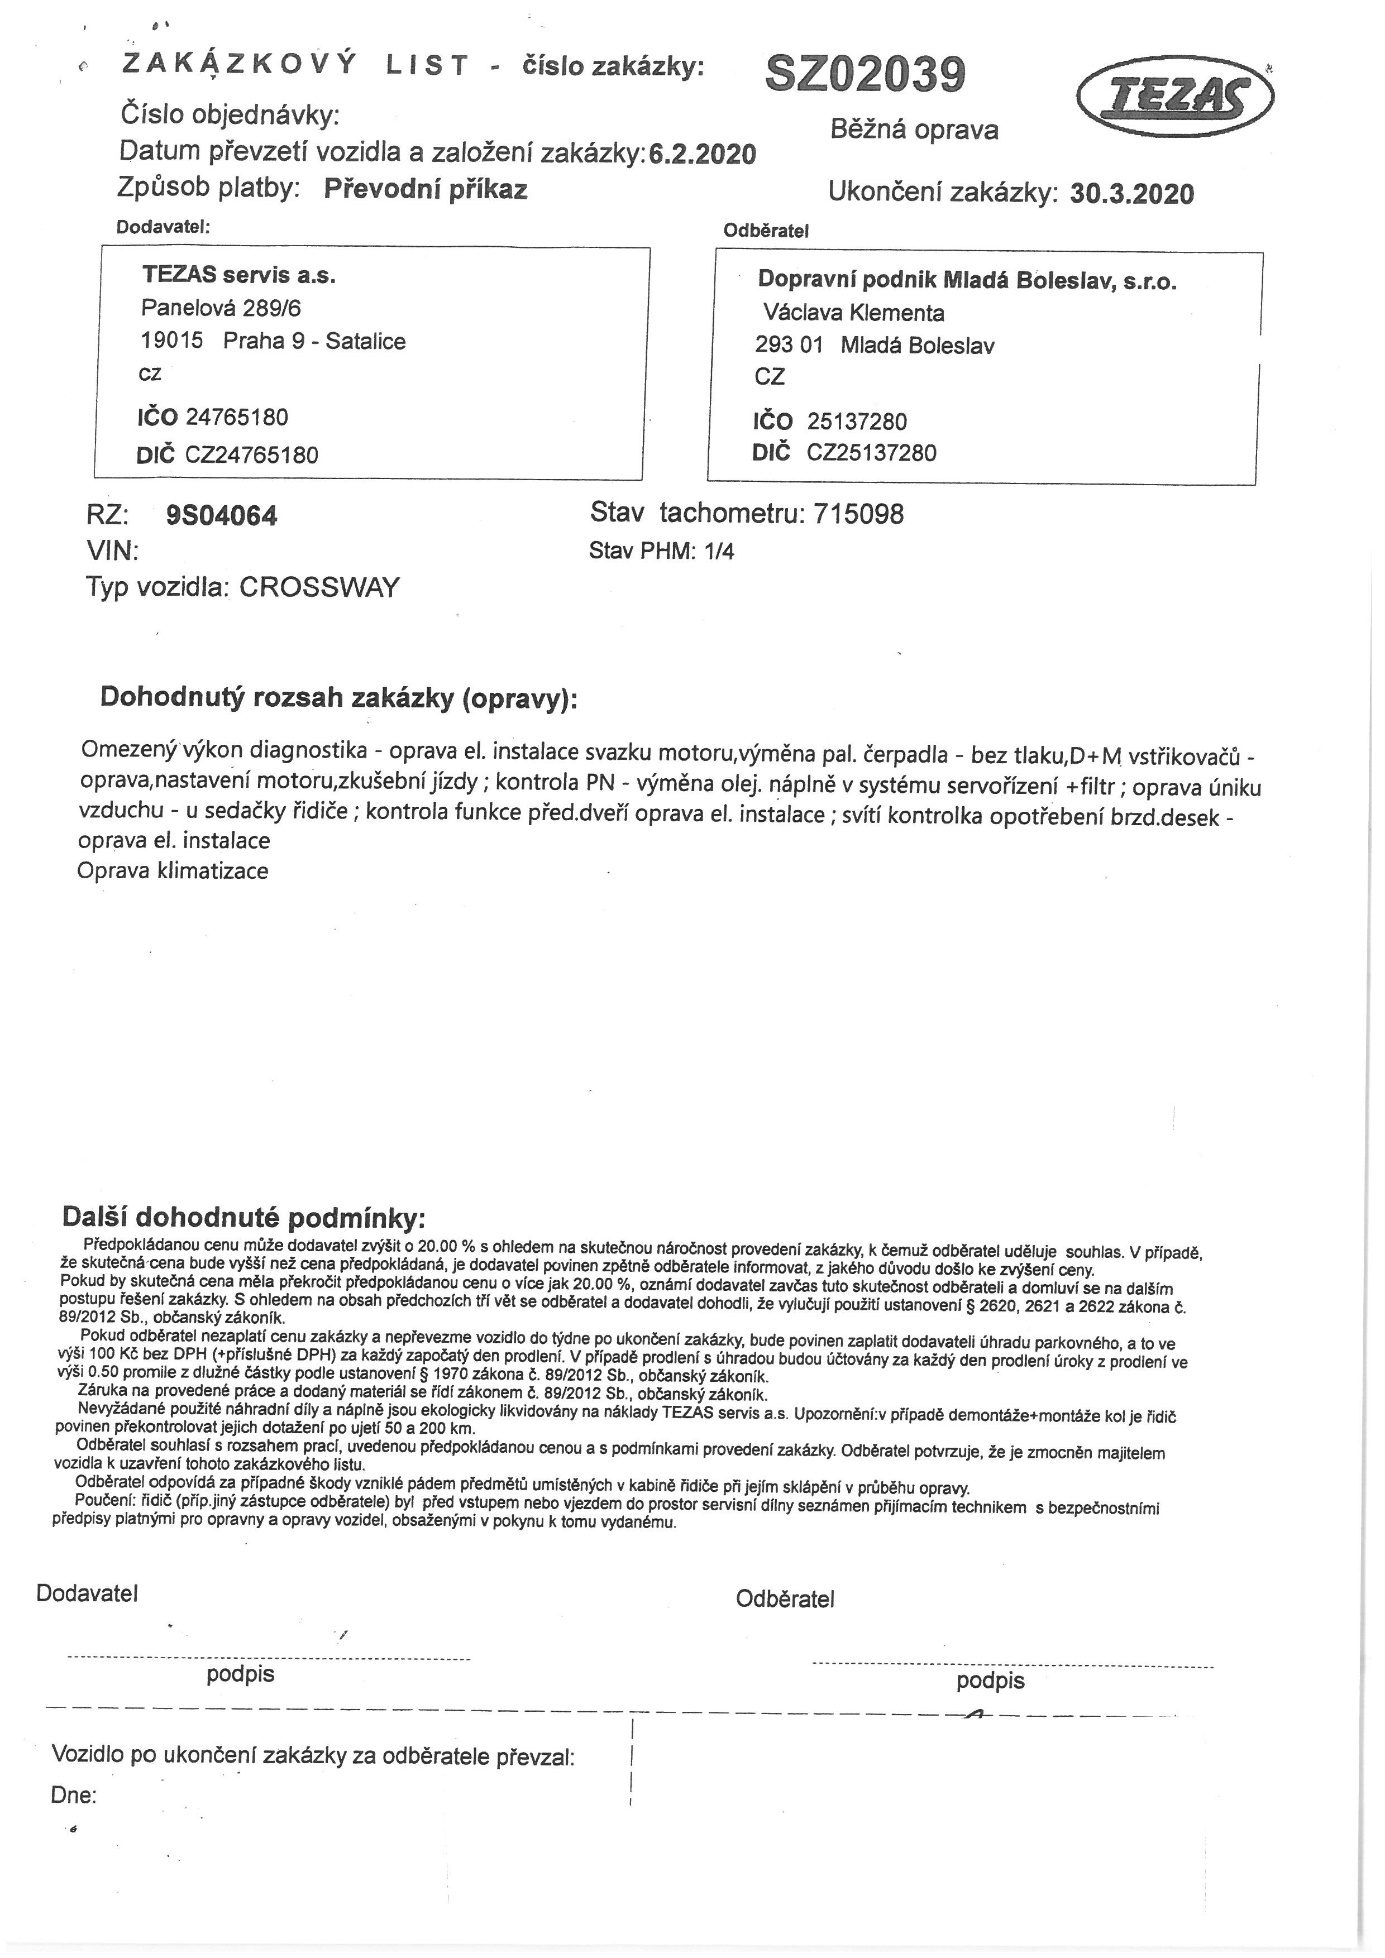 ZAKÁZKOVÝ LIST - číslo zakázky: SZ02039
TEZAS
Číslo objednávky:
Běžná oprava
Datum převzetí vozidla a založení zakázky:6.2.2020
Způsob platby: Převodní příkaz
Ukončení zakázky: 30.3.2020
Dodavatel:
TEZAS servis a.s.
Panelová 289/6
19015 Praha 9 - Satalice
CZ
IČO 24765180
DIČ CZ24765180
Odběratel
Dopravní podnik Mladá Boleslav, s.r.o.
Václava Klementa
293 01 Mladá Boleslav
CZ
IČO 25137280
DIČ CZ25137280
RZ: 9S04064
Stav tachometru: 715098
VIN:
Stav PHM: 1/4
Typ vozidla: CROSSWAY
Dohodnutý rozsah zakázky (opravy):
Omezený výkon diagnostika - oprava el. instalace svazku motoru,výměna pal. čerpadla - bez tlaku,D+M vstřikovačů -
oprava,nastavení motoru,zkušební jízdy ; kontrola PN - výměna olej. náplně v systému servořízení +filtr ; oprava úniku
vzduchu - u sedačky řidiče ; kontrola funkce před.dveří oprava el. instalace ; svítí kontrolka opotřebení brzd.desek -
oprava el. instalace
Oprava klimatizace
Další dohodnuté podmínky:
Předpokládanou cenu může dodavatel zvýšit o 20.00 % s ohledem na skutečnou náročnost provedení zakázky, k čemuž odběratel uděluje souhlas. V případě,
že skutečná cena bude vyšší než cena předpokládaná, je dodavatel povinen zpětně odběratele informovat, z jakého důvodu došlo ke zvýšení ceny.
Pokud by skutečná cena měla překročit předpokládanou cenu o více jak 20.00 %, oznámí dodavatel zavčas tuto skutečnost odběrateli a domluví se na dalším
postupu řešení zakázky. S ohledem na obsah předchozích tří vět se odběratel a dodavatel dohodli, že vylučují použití ustanovení § 2620, 2621 a 2622 zákona č.
89/2012 Sb., občanský zákoník.
Pokud odběratel nezaplatí cenu zakázky a nepřevezme vozidlo do týdne po ukončení zakázky, bude povinen zaplatit dodavateli úhradu parkovného, a to ve
výši 100 Kč bez DPH (+příslušné DPH) za každý započatý den prodlení. V případě prodlení s úhradou budou účtovány za každý den prodlení úroky z prodlení ve
výši 0.50 promile z dlužné částky podle ustanovení § 1970 zákona č. 89/2012 Sb., občanský zákoník.
Záruka na provedené práce a dodaný materiál se řídí zákonem č. 89/2012 Sb., občanský zákoník.
Nevyžádané použité náhradní díly a náplně jsou ekologicky likvidovány na náklady TEZAS servis a.s. Upozornění:v případě demontáže+montáže kol je řidič
povinen překontrolovat jejich dotažení po ujetí 50 a 200 km.
Odběratel souhlasí s rozsahem prací, uvedenou předpokládanou cenou a s podmínkami provedení zakázky. Odběratel potvrzuje, že je zmocněn majitelem
vozidla k uzavření tohoto zakázkového listu.
Odběratel odpovídá za případné škody vzniklé pádem předmětů umístěných v kabině řidiče při jejím sklápění v průběhu opravy.
Poučení: řidič (příp.jiný zástupce odběratele) byl před vstupem nebo vjezdem do prostor servisní dílny seznámen přijímacím technikem s bezpečnostními
předpisy platnými pro opravny a opravy vozidel, obsaženými v pokynu k tomu vydanému.
Dodavatel
Odběratel
podpis
podpis
Vozidlo po ukončení zakázky za odběratele převzal:
Dne: